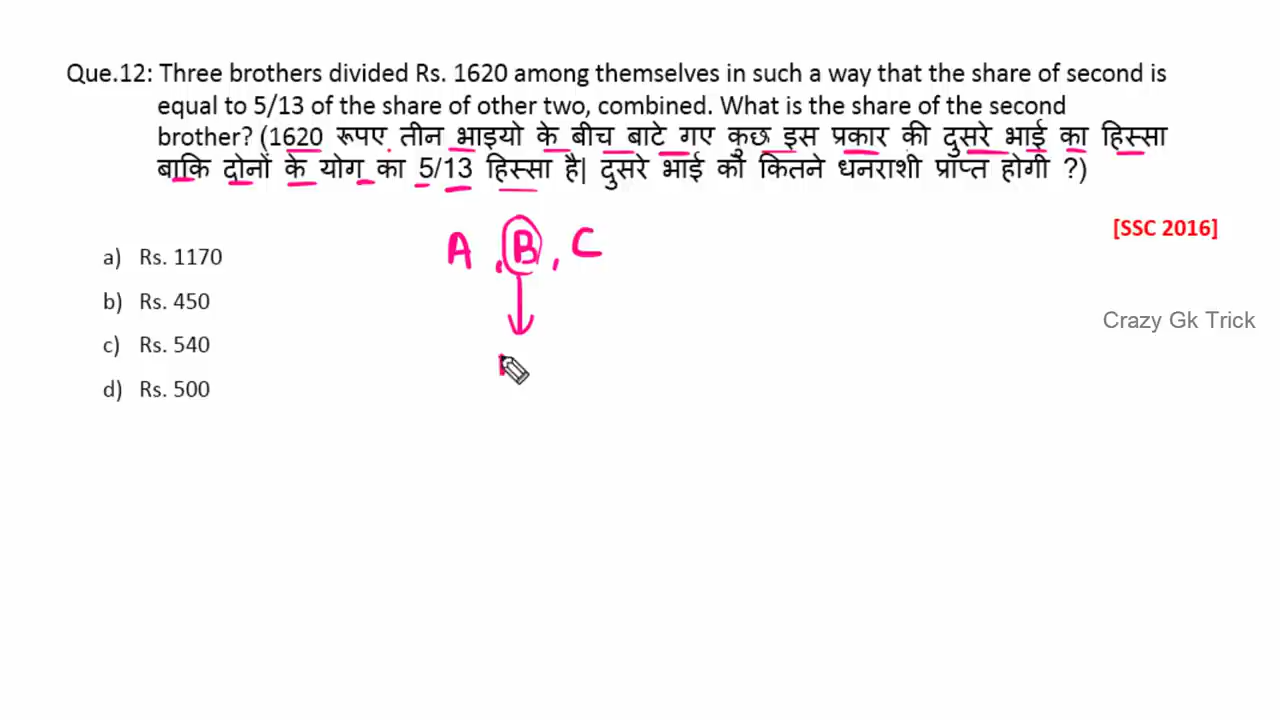 Que.12: Three brothers divided Rs. 1620 among themselves in such a way that the share of second is
equal to 5/13 of the share of other two, combined. What is the share of the second
brother? (1620 रूपए तीन भाइयो के बीच बाटे गए कुछ इस प्रकार की दुसरे भाई का हिस्सा
बाकि दोनों के योग का 5/13 हिस्सा है| दुसरे भाई को कितने धनराशी प्राप्त होगी ?)
[SSC 2016]
A , B , C
a) Rs. 1170
b) Rs. 450
Crazy Gk Trick
c) Rs. 540
d) Rs. 500